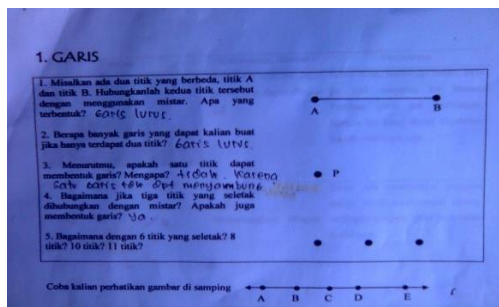 1. GARIS
1. Misalkan ada dua titik yang berbeda, titik A
dan titik B. Hubungkanlah kedua titik tersebut
dengan menggunakan mistar. Apa yang
terbentuk? Garis lurus.
A B
2. Berapa banyak garis yang dapat kalian buat
jika hanya terdapat dua titik? Garis lurus.
3. Menurutmu, apakah satu titik dapat
membentuk garis? Mengapa? tidak. Karena
P
Satu garis tdk dpt menyambung
4. Bagaimana jika tiga titik yang seletak
dihubungkan dengan mistar? Apakah juga
membentuk garis? Ya.
5. Bagaimana dengan 6 titik yang seletak? 8
titik? 10 titik? 11 titik?
Coba kalian perhatikan gambar di samping
A B C D E